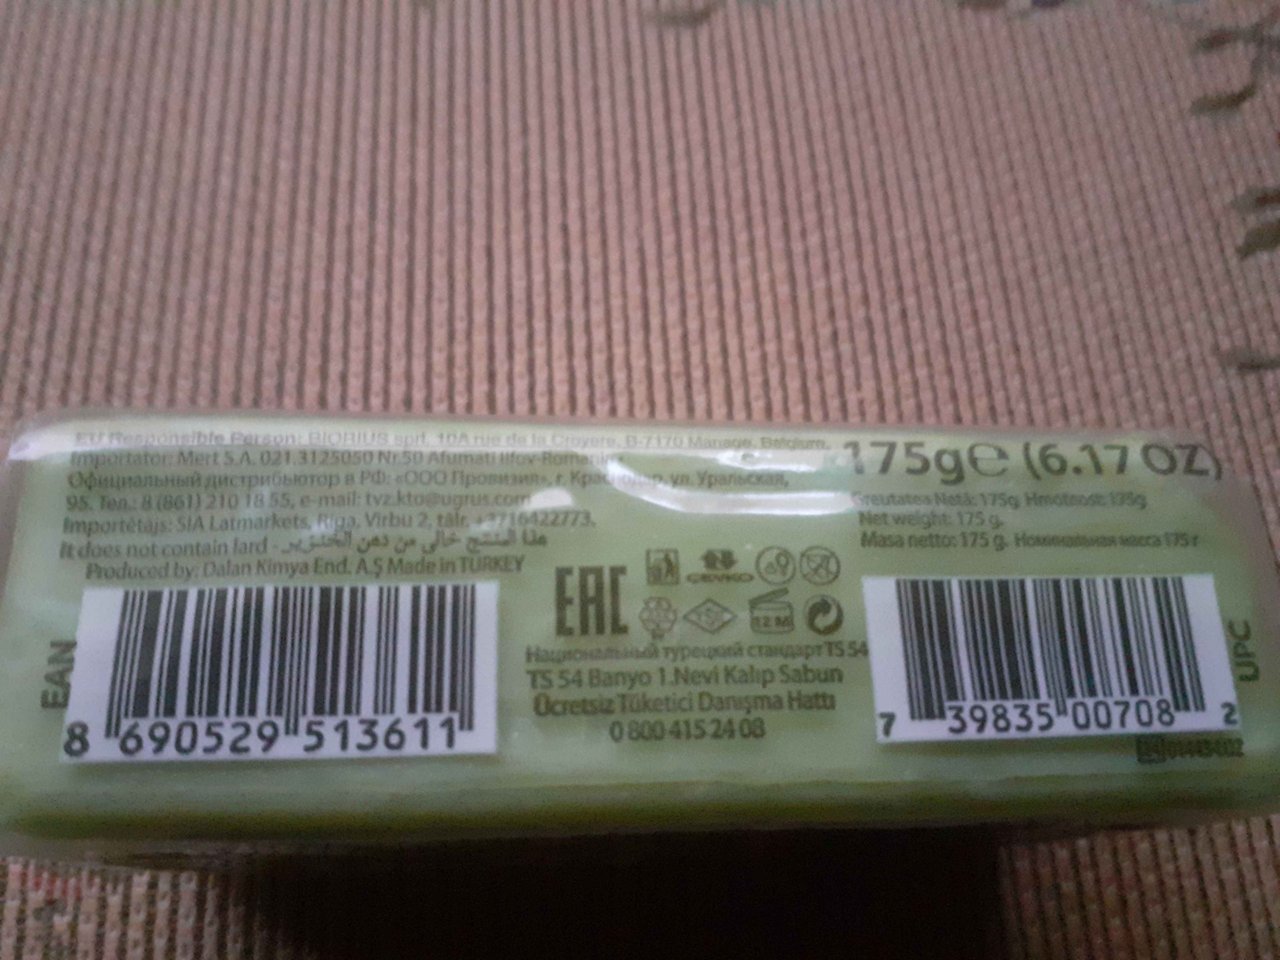 EU Responsible Person: BIORIUS sprl. 10A rue de la Croyere, B-7170 Manage, Belgium.
Importator: Mert S.A. 021.3125050 Nr.50 Afumati Ilfov-Romania
Официальный дистрибьютор в РФ: «ООО Провизия», г. Краснодар, ул. Уральская,
95. Тел.: 8 (861) 210 18 55, e-mail: tvz.kto@ugrus.com
Importētājs: SIA Latmarkets, Riga, Virbu 2, tālr. +3716422773.
It does not contain lard - هذا المنتج خالي من دهن الخنزير
Produced by: Dalan Kimya End. A.Ş Made in TURKEY
175g℮ (6.17 OZ)
Greutatea Netă: 175g Hmotnost: 175g
Net weight: 175 g.
Masa netto: 175 g. Номинальная масса 175 г
EAN
8 690529 513611
EAC
ÇEVKO
12 M
Национальный турецкий стандарт TS 54
TS 54 Banyo 1.Nevi Kalıp Sabun
Ücretsiz Tüketici Danışma Hattı
0 800 415 24 08
7 39835 00708 2
UPC